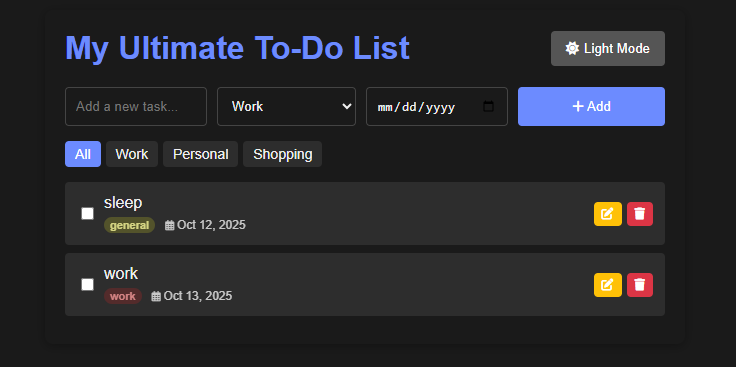 My Ultimate To-Do List
Light Mode
Add a new task... Work mm/dd/yyyy + Add
All Work Personal Shopping
sleep
general Oct 12, 2025
work
work Oct 13, 2025